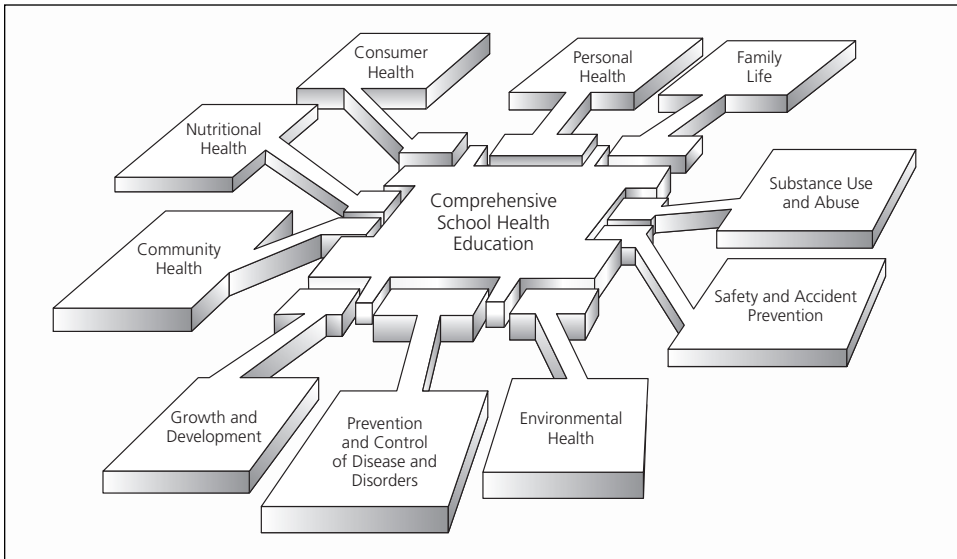 Consumer
Health
Personal
Health
Family
Life
Nutritional
Health
Substance Use
and Abuse
Comprehensive
School Health
Education
Community
Health
Safety and Accident
Prevention
Growth and
Development
Prevention
and Control
of Disease and
Disorders
Environmental
Health